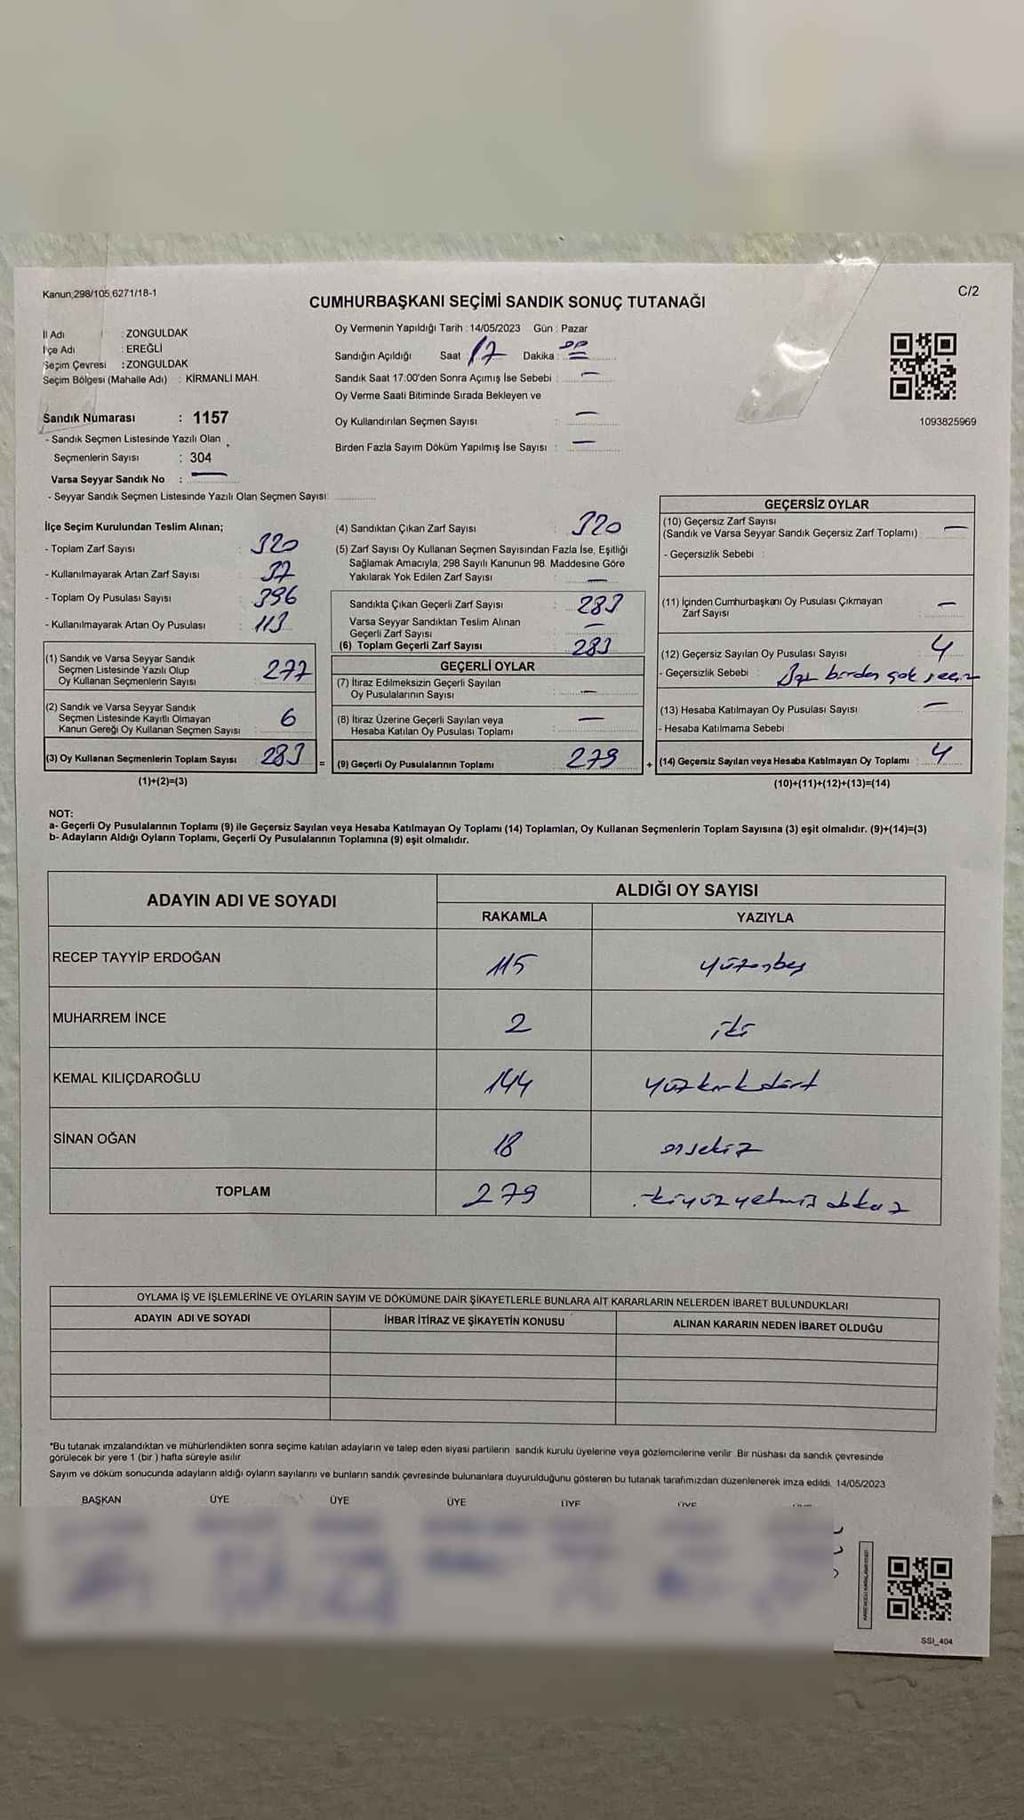 Kanun;298/105,6271/18-1
C/2
CUMHURBAŞKANI SEÇİMİ SANDIK SONUÇ TUTANAĞI
İl Adı : ZONGULDAK
İlçe Adı : EREĞLİ
Seçim Çevresi : ZONGULDAK
Seçim Bölgesi (Mahalle Adı) : KİRMANLI MAH.
Sandık Numarası : 1157
- Sandık Seçmen Listesinde Yazılı Olan
Seçmenlerin Sayısı : 304
Varsa Seyyar Sandık No : —
- Seyyar Sandık Seçmen Listesinde Yazılı Olan Seçmen Sayısı:
Oy Vermenin Yapıldığı Tarih : 14/05/2023 Gün : Pazar
Sandığın Açıldığı Saat 17 Dakika : 00
Sandık Saat 17:00'den Sonra Açımış İse Sebebi : —
Oy Verme Saati Bitiminde Sırada Bekleyen ve
Oy Kullandırılan Seçmen Sayısı : —
Birden Fazla Sayım Döküm Yapılmış İse Sayısı : —
1093825969
İlçe Seçim Kurulundan Teslim Alınan;
- Toplam Zarf Sayısı : 320
- Kullanılmayarak Artan Zarf Sayısı : 37
- Toplam Oy Pusulası Sayısı : 396
- Kullanılmayarak Artan Oy Pusulası : 113
(1) Sandık ve Varsa Seyyar Sandık
Seçmen Listesinde Yazılı Olup
Oy Kullanan Seçmenlerin Sayısı 277
(2) Sandık ve Varsa Seyyar Sandık
Seçmen Listesinde Kayıtlı Olmayan
Kanun Gereği Oy Kullanan Seçmen Sayısı 6
(3) Oy Kullanan Seçmenlerin Toplam Sayısı 283 =
(1)+(2)=(3)
(4) Sandıktan Çıkan Zarf Sayısı : 320
(5) Zarf Sayısı Oy Kullanan Seçmen Sayısından Fazla İse, Eşitliği
Sağlamak Amacıyla, 298 Sayılı Kanunun 98. Maddesine Göre
Yakılarak Yok Edilen Zarf Sayısı : —
Sandıkta Çıkan Geçerli Zarf Sayısı : 283
Varsa Seyyar Sandıktan Teslim Alınan
Geçerli Zarf Sayısı : —
(6) Toplam Geçerli Zarf Sayısı : 283
GEÇERLİ OYLAR
(7) İtiraz Edilmeksizin Geçerli Sayılan
Oy Pusulalarının Sayısı : —
(8) İtiraz Üzerine Geçerli Sayılan veya
Hesaba Katılan Oy Pusulası Toplamı : —
(9) Geçerli Oy Pusulalarının Toplamı : 279 +
GEÇERSİZ OYLAR
(10) Geçersiz Zarf Sayısı
(Sandık ve Varsa Seyyar Sandık Geçersiz Zarf Toplamı) : —
- Geçersizlik Sebebi :
(11) İçinden Cumhurbaşkanı Oy Pusulası Çıkmayan
Zarf Sayısı : —
(12) Geçersiz Sayılan Oy Pusulası Sayısı : 4
- Geçersizlik Sebebi : birden çok
(13) Hesaba Katılmayan Oy Pusulası Sayısı : —
- Hesaba Katılmama Sebebi :
(14) Geçersiz Sayılan veya Hesaba Katılmayan Oy Toplamı : 4
(10)+(11)+(12)+(13)=(14)
NOT:
a- Geçerli Oy Pusulalarının Toplamı (9) ile Geçersiz Sayılan veya Hesaba Katılmayan Oy Toplamı (14) Toplamları, Oy Kullanan Seçmenlerin Toplam Sayısına (3) eşit olmalıdır. (9)+(14)=(3)
b- Adayların Aldığı Oyların Toplamı, Geçerli Oy Pusulalarının Toplamına (9) eşit olmalıdır.
ADAYIN ADI VE SOYADI
ALDIĞI OY SAYISI
RAKAMLA YAZIYLA
RECEP TAYYİP ERDOĞAN 115 yüzonbeş
MUHARREM İNCE 2 iki
KEMAL KILIÇDAROĞLU 144 yüzkırkdört
SİNAN OĞAN 18 onsekiz
TOPLAM 279 ikiyüzyetmiş dokuz
OYLAMA İŞ VE İŞLEMLERİNE VE OYLARIN SAYIM VE DÖKÜMÜNE DAİR ŞİKAYETLERLE BUNLARA AİT KARARLARIN NELERDEN İBARET BULUNDUKLARI
ADAYIN ADI VE SOYADI İHBAR İTİRAZ VE ŞİKAYETİN KONUSU ALINAN KARARIN NEDEN İBARET OLDUĞU
*Bu tutanak imzalandıktan ve mühürlendikten sonra seçime katılan adayların ve talep eden siyasi partilerin sandık kurulu üyelerine veya gözlemcilerine verilir. Bir nüshası da sandık çevresinde
görülecek bir yere 1 (bir) hafta süreyle asılır.
Sayım ve döküm sonucunda adayların aldığı oyların sayılarını ve bunların sandık çevresinde bulunanlara duyurulduğunu gösteren bu tutanak tarafımızdan düzenlenerek imza edildi. 14/05/2023
BAŞKAN ÜYE ÜYE ÜYE ÜYE ÜYE
SSI_404